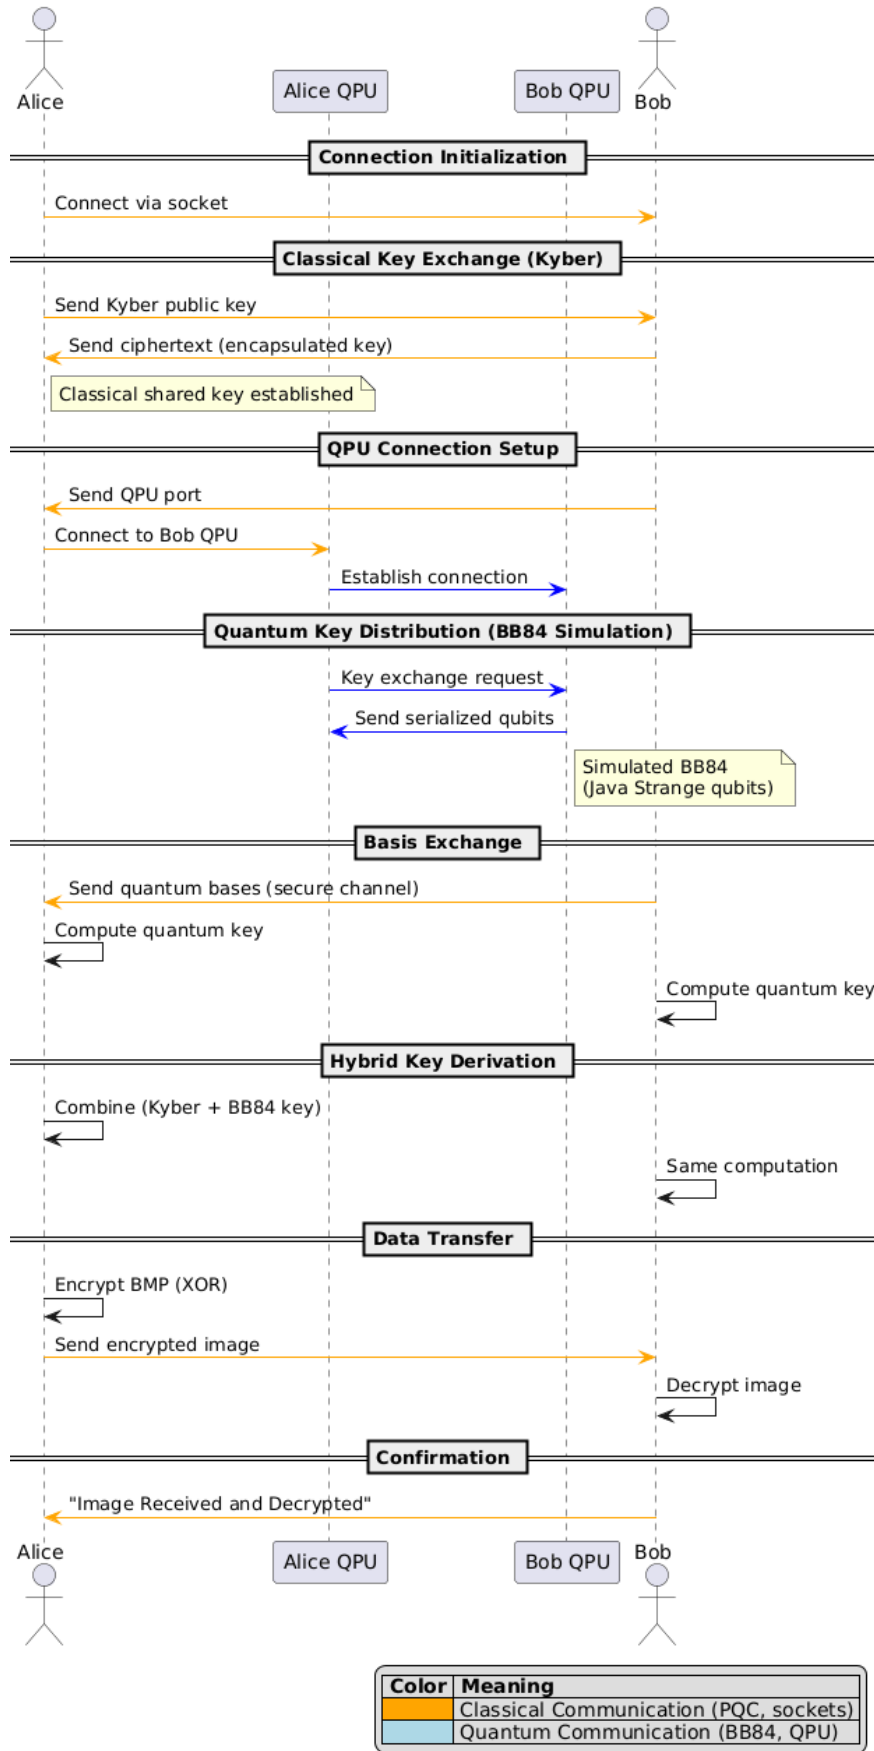 Alice
Alice QPU
Bob QPU
Bob
Connection Initialization
Connect via socket
Classical Key Exchange (Kyber)
Send Kyber public key
Send ciphertext (encapsulated key)
Classical shared key established
QPU Connection Setup
Send QPU port
Connect to Bob QPU
Establish connection
Quantum Key Distribution (BB84 Simulation)
Key exchange request
Send serialized qubits
Simulated BB84
(Java Strange qubits)
Basis Exchange
Send quantum bases (secure channel)
Compute quantum key
Compute quantum key
Hybrid Key Derivation
Combine (Kyber + BB84 key)
Same computation
Data Transfer
Encrypt BMP (XOR)
Send encrypted image
Decrypt image
Confirmation
"Image Received and Decrypted"
Alice
Alice QPU
Bob QPU
Bob
Color Meaning
Classical Communication (PQC, sockets)
Quantum Communication (BB84, QPU)